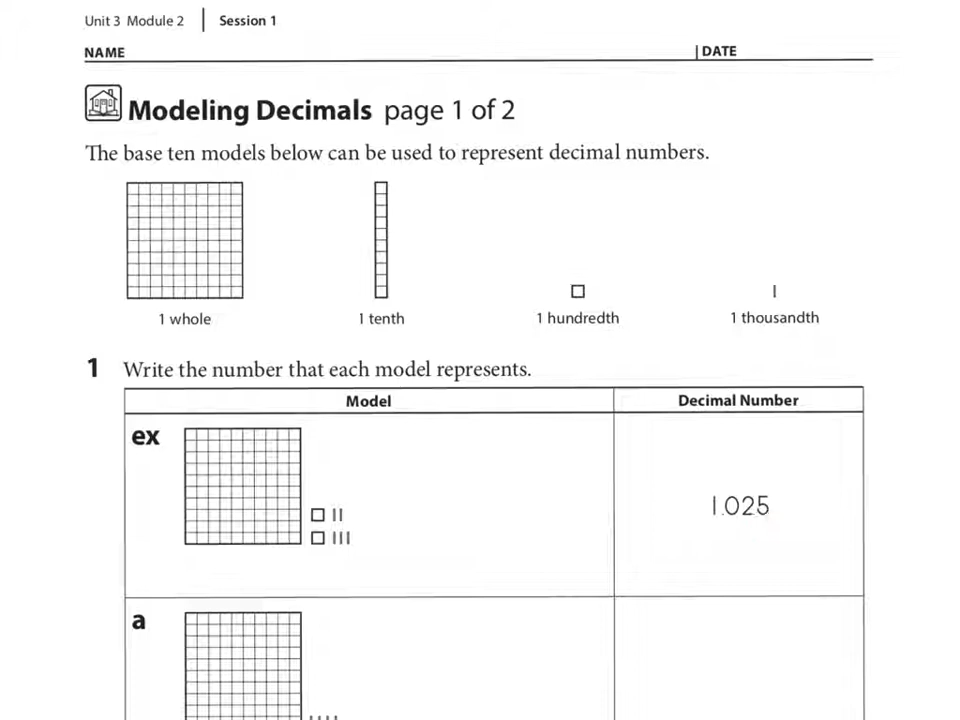 Unit 3 Module 2 | Session 1
NAME | DATE
Modeling Decimals page 1 of 2
The base ten models below can be used to represent decimal numbers.
1 whole 1 tenth 1 hundredth 1 thousandth
1 Write the number that each model represents.
Model Decimal Number
ex
1.025
a